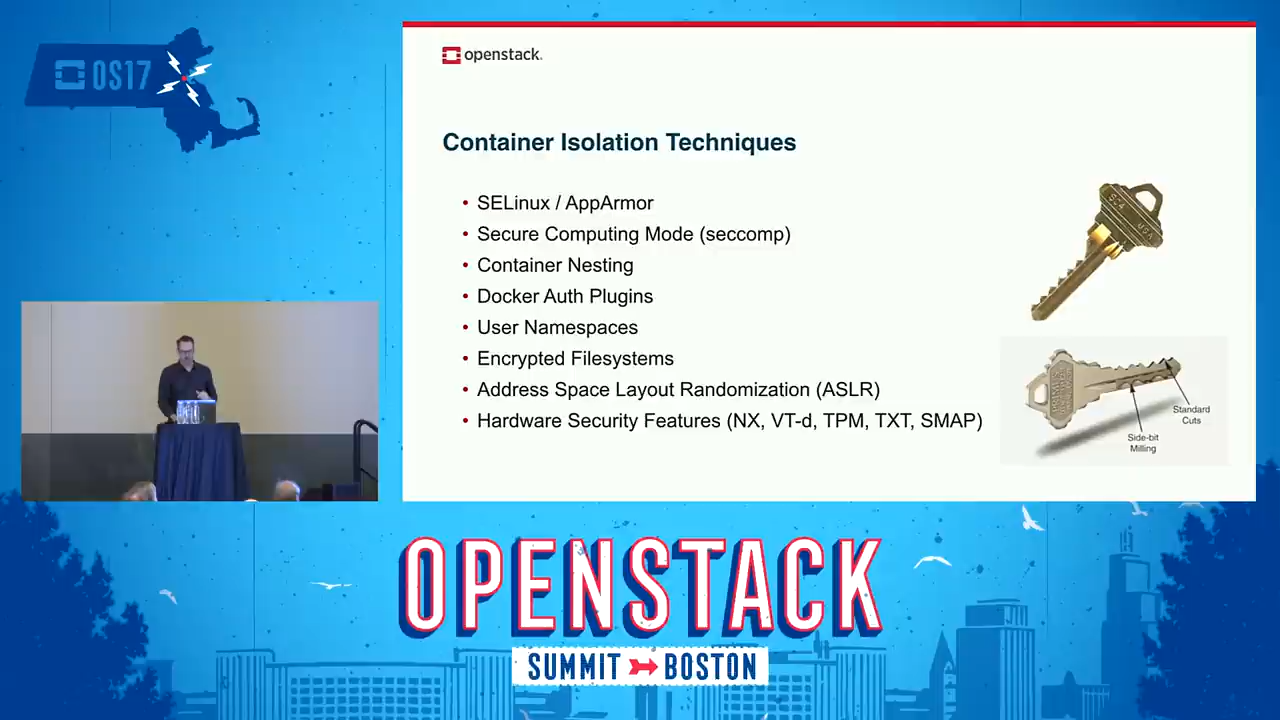 OS17
openstack.
Container Isolation Techniques
• SELinux / AppArmor
• Secure Computing Mode (seccomp)
• Container Nesting
• Docker Auth Plugins
• User Namespaces
• Encrypted Filesystems
• Address Space Layout Randomization (ASLR)
• Hardware Security Features (NX, VT-d, TPM, TXT, SMAP)
Standard
Cuts
Side-bit
Milling
OPENSTACK
SUMMIT BOSTON